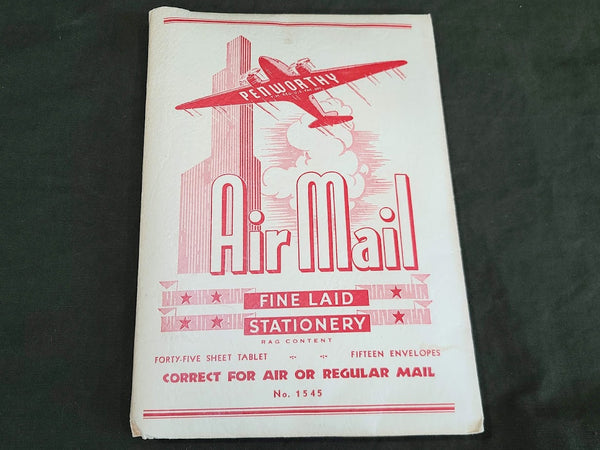 PENWORTHY
Air Mail
FINE LAID
STATIONERY
RAG CONTENT
FORTY-FIVE SHEET TABLET FIFTEEN ENVELOPES
CORRECT FOR AIR OR REGULAR MAIL
No. 1545